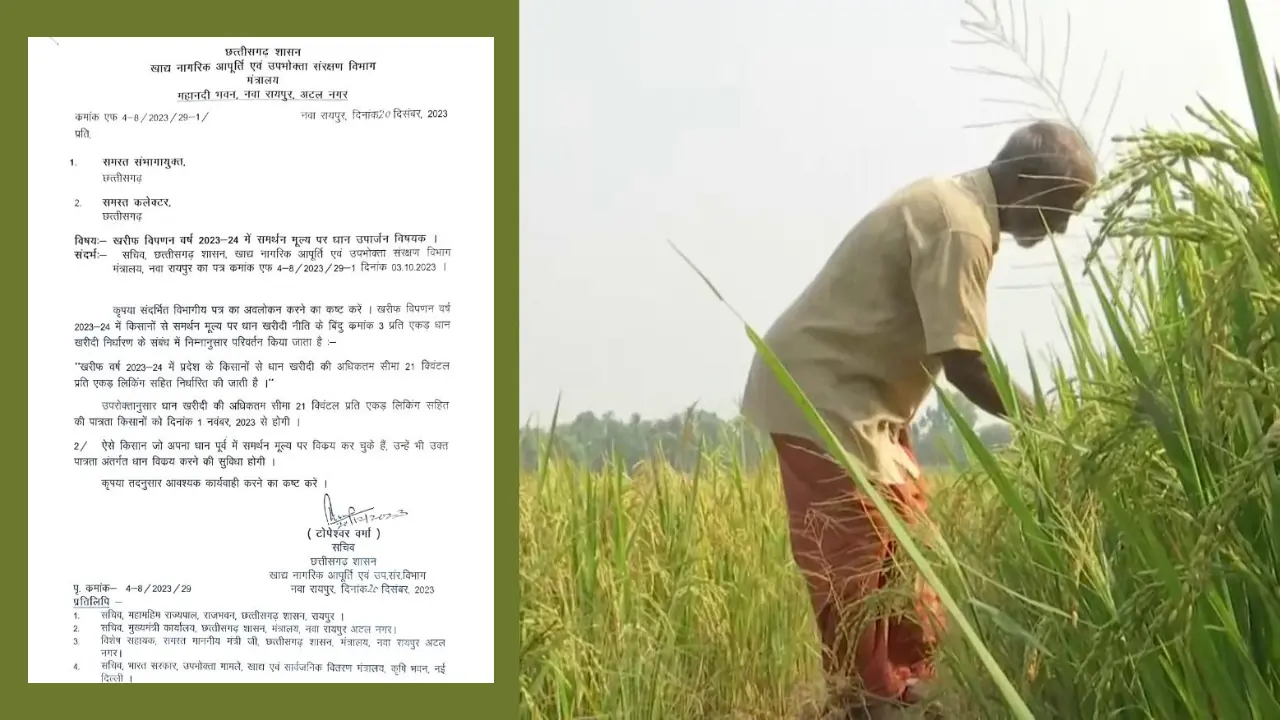 छत्तीसगढ़ शासन
खाद्य नागरिक आपूर्ति एवं उपभोक्ता संरक्षण विभाग
मंत्रालय
महानदी भवन, नवा रायपुर, अटल नगर
कमांक एफ 4-8/2023/29-1/ नवा रायपुर, दिनांक 20 दिसंबर, 2023
प्रति,
1. समस्त संभागायुक्त,
छत्तीसगढ़
2. समस्त कलेक्टर,
छत्तीसगढ़
विषय:- खरीफ विपणन वर्ष 2023-24 में समर्थन मूल्य पर धान उपार्जन विषयक ।
संदर्भ:- सचिव, छत्तीसगढ़ शासन, खाद्य नागरिक आपूर्ति एवं उपभोक्ता संरक्षण विभाग
मंत्रालय, नवा रायपुर का पत्र कमांक एफ 4-8/2023/29-1 दिनांक 03.10.2023 ।
कृपया संदर्भित विभागीय पत्र का अवलोकन करने का कष्ट करें । खरीफ विपणन वर्ष
2023-24 में किसानों से समर्थन मूल्य पर धान खरीदी नीति के बिंदु कमांक 3 प्रति एकड़ धान
खरीदी निर्धारण के संबंध में निम्नानुसार परिवर्तन किया जाता है :-
"खरीफ वर्ष 2023-24 में प्रदेश के किसानों से धान खरीदी की अधिकतम सीमा 21 क्विंटल
प्रति एकड़ लिकिंग सहित निर्धारित की जाती है ।"
उपरोक्तानुसार धान खरीदी की अधिकतम सीमा 21 क्विंटल प्रति एकड़ लिकिंग सहित
की पात्रता किसानों को दिनांक 1 नवंबर, 2023 से होगी ।
2/ ऐसे किसान जो अपना धान पूर्व में समर्थन मूल्य पर विकय कर चुके हैं, उन्हें भी उक्त
पात्रता अंतर्गत धान विकय करने की सुविधा होगी ।
कृपया तदनुसार आवश्यक कार्यवाही करने का कष्ट करें ।
20/12/2023
( टोपेश्वर वर्मा )
सचिव
छत्तीसगढ़ शासन
खाद्य नागरिक आपूर्ति एवं उप.संर.विभाग
पृ. कमांक- 4-8/2023/29 नवा रायपुर, दिनांक 20 दिसंबर, 2023
प्रतिलिपि -
1. सचिव, महामहिम राज्यपाल, राजभवन, छत्तीसगढ़ शासन, रायपुर ।
2. सचिव, मुख्यमंत्री कार्यालय, छत्तीसगढ़ शासन, मंत्रालय, नवा रायपुर अटल नगर।
3. विशेष सहायक, समस्त माननीय मंत्री जी, छत्तीसगढ़ शासन, मंत्रालय, नवा रायपुर अटल
नगर।
4. सचिव, भारत सरकार, उपभोक्ता मामले, खाद्य एवं सार्वजनिक वितरण मंत्रालय, कृषि भवन, नई
दिल्ली ।